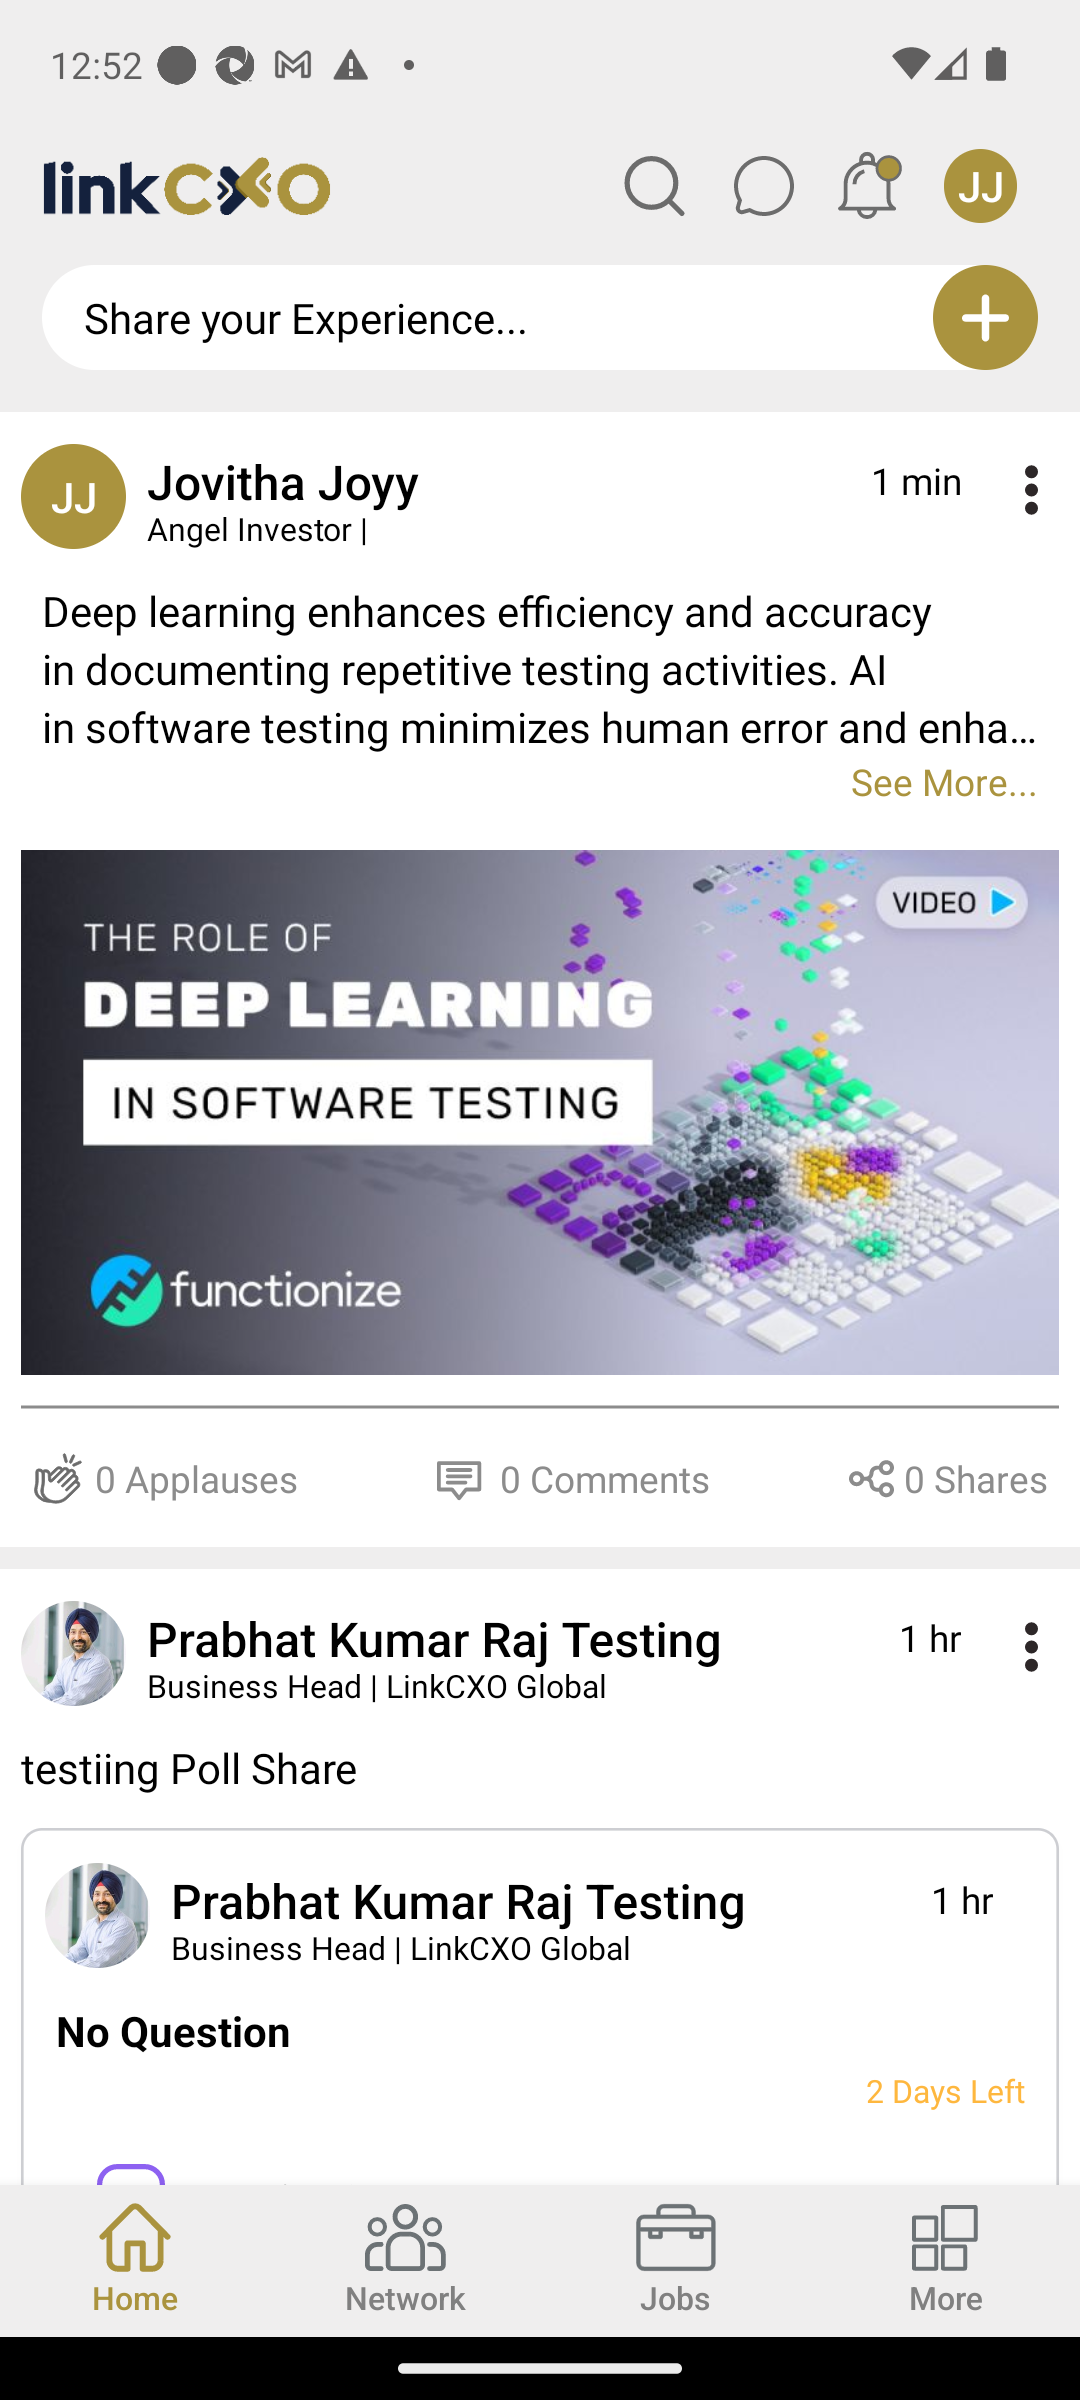 12:52
linkCXO
JJ
Share your Experience...
JJ
Jovitha Joyy
1 min
Angel Investor |
Deep learning enhances efficiency and accuracy
in documenting repetitive testing activities. AI
in software testing minimizes human error and enha...
See More...
VIDEO
THE ROLE OF
DEEP LEARNING
IN SOFTWARE TESTING
functionize
0 Applauses
0 Comments
0 Shares
Prabhat Kumar Raj Testing
1 hr
Business Head | LinkCXO Global
testiing Poll Share
Prabhat Kumar Raj Testing
1 hr
Business Head | LinkCXO Global
No Question
2 Days Left
Home
Network
Jobs
More